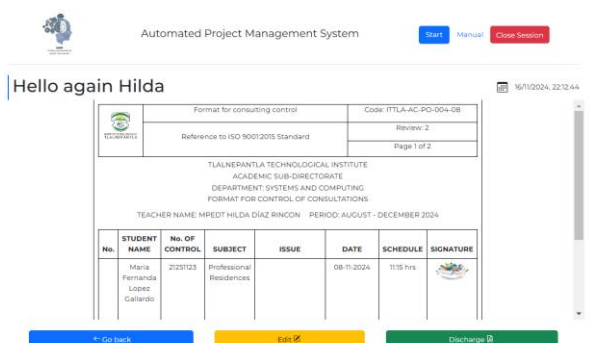 Automated Project Management System
Start
Manual
Close Session
Hello again Hilda
16/11/2024, 22:12:44
Format for consulting control
Code: ITTLA-AC-PO-004-08
Reference to ISO 9001:2015 Standard
Review: 2
Page 1 of 2
TLALNEPANTLA
TLALNEPANTLA TECHNOLOGICAL INSTITUTE
ACADEMIC SUB-DIRECTORATE
DEPARTMENT: SYSTEMS AND COMPUTING
FORMAT FOR CONTROL OF CONSULTATIONS
TEACHER NAME: MPEDT HILDA DÍAZ RINCON PERIOD: AUGUST - DECEMBER 2024
No. STUDENT NAME No. OF CONTROL SUBJECT ISSUE DATE SCHEDULE SIGNATURE
Maria Fernanda Lopez Gallardo 21251123 Professional Residences 08-11-2024 11:15 hrs
Go back
Edit
Discharge